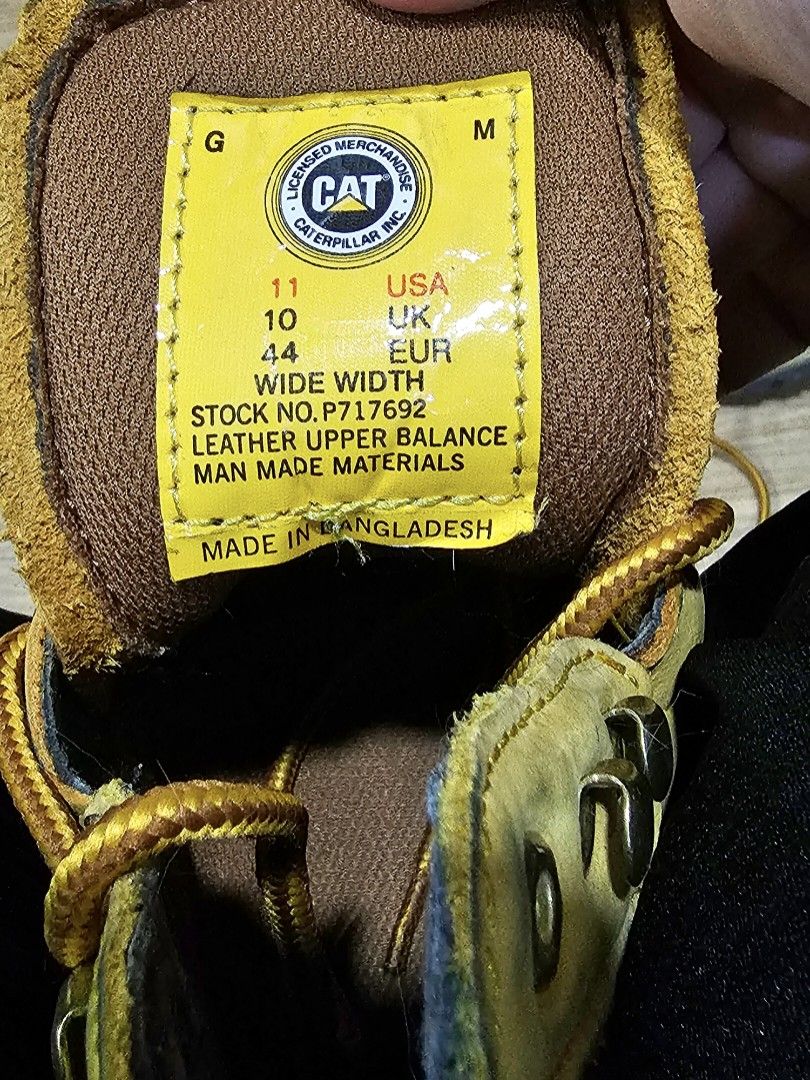 G M
LICENSED MERCHANDISE
CAT®
CATERPILLAR INC.
11 USA
10 UK
44 EUR
WIDE WIDTH
STOCK NO. P717692
LEATHER UPPER BALANCE
MAN MADE MATERIALS
MADE IN BANGLADESH